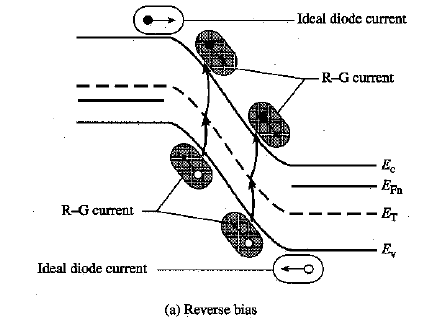 Ideal diode current
R–G current
Ec
EFn
ET
R–G current
Ev
Ideal diode current
(a) Reverse bias